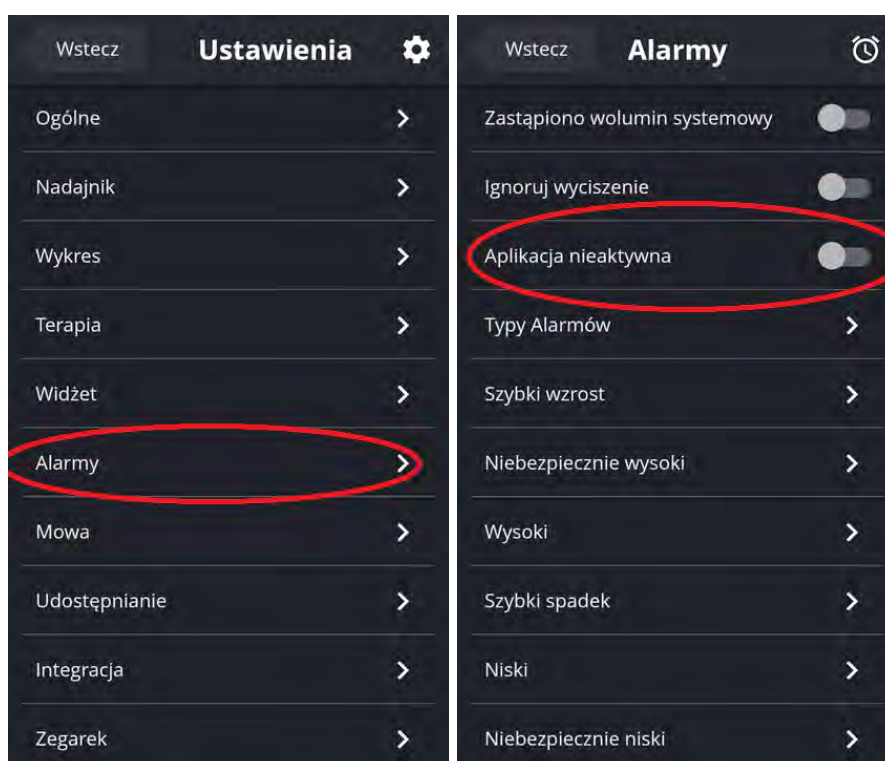 Wstecz
Ustawienia
Ogólne
Nadajnik
Wykres
Terapia
Widżet
Alarmy
Mowa
Udostępnianie
Integracja
Zegarek
Wstecz
Alarmy
Zastąpiono wolumin systemowy
Ignoruj wyciszenie
Aplikacja nieaktywna
Typy Alarmów
Szybki wzrost
Niebezpiecznie wysoki
Wysoki
Szybki spadek
Niski
Niebezpiecznie niski